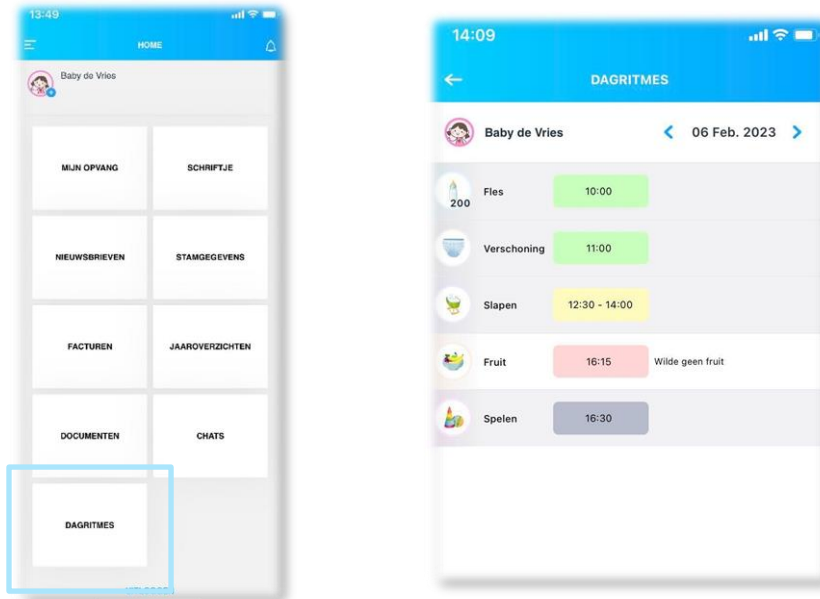 13:49
HOME
Baby de Vries
MIJN OPVANG
SCHRIFTJE
NIEUWSBRIEVEN
STAMGEGEVENS
FACTUREN
JAAROVERZICHTEN
DOCUMENTEN
CHATS
DAGRITMES
14:09
DAGRITMES
Baby de Vries
06 Feb. 2023
200
Fles
10:00
Verschoning
11:00
Slapen
12:30 - 14:00
Fruit
16:15
Wilde geen fruit
Spelen
16:30